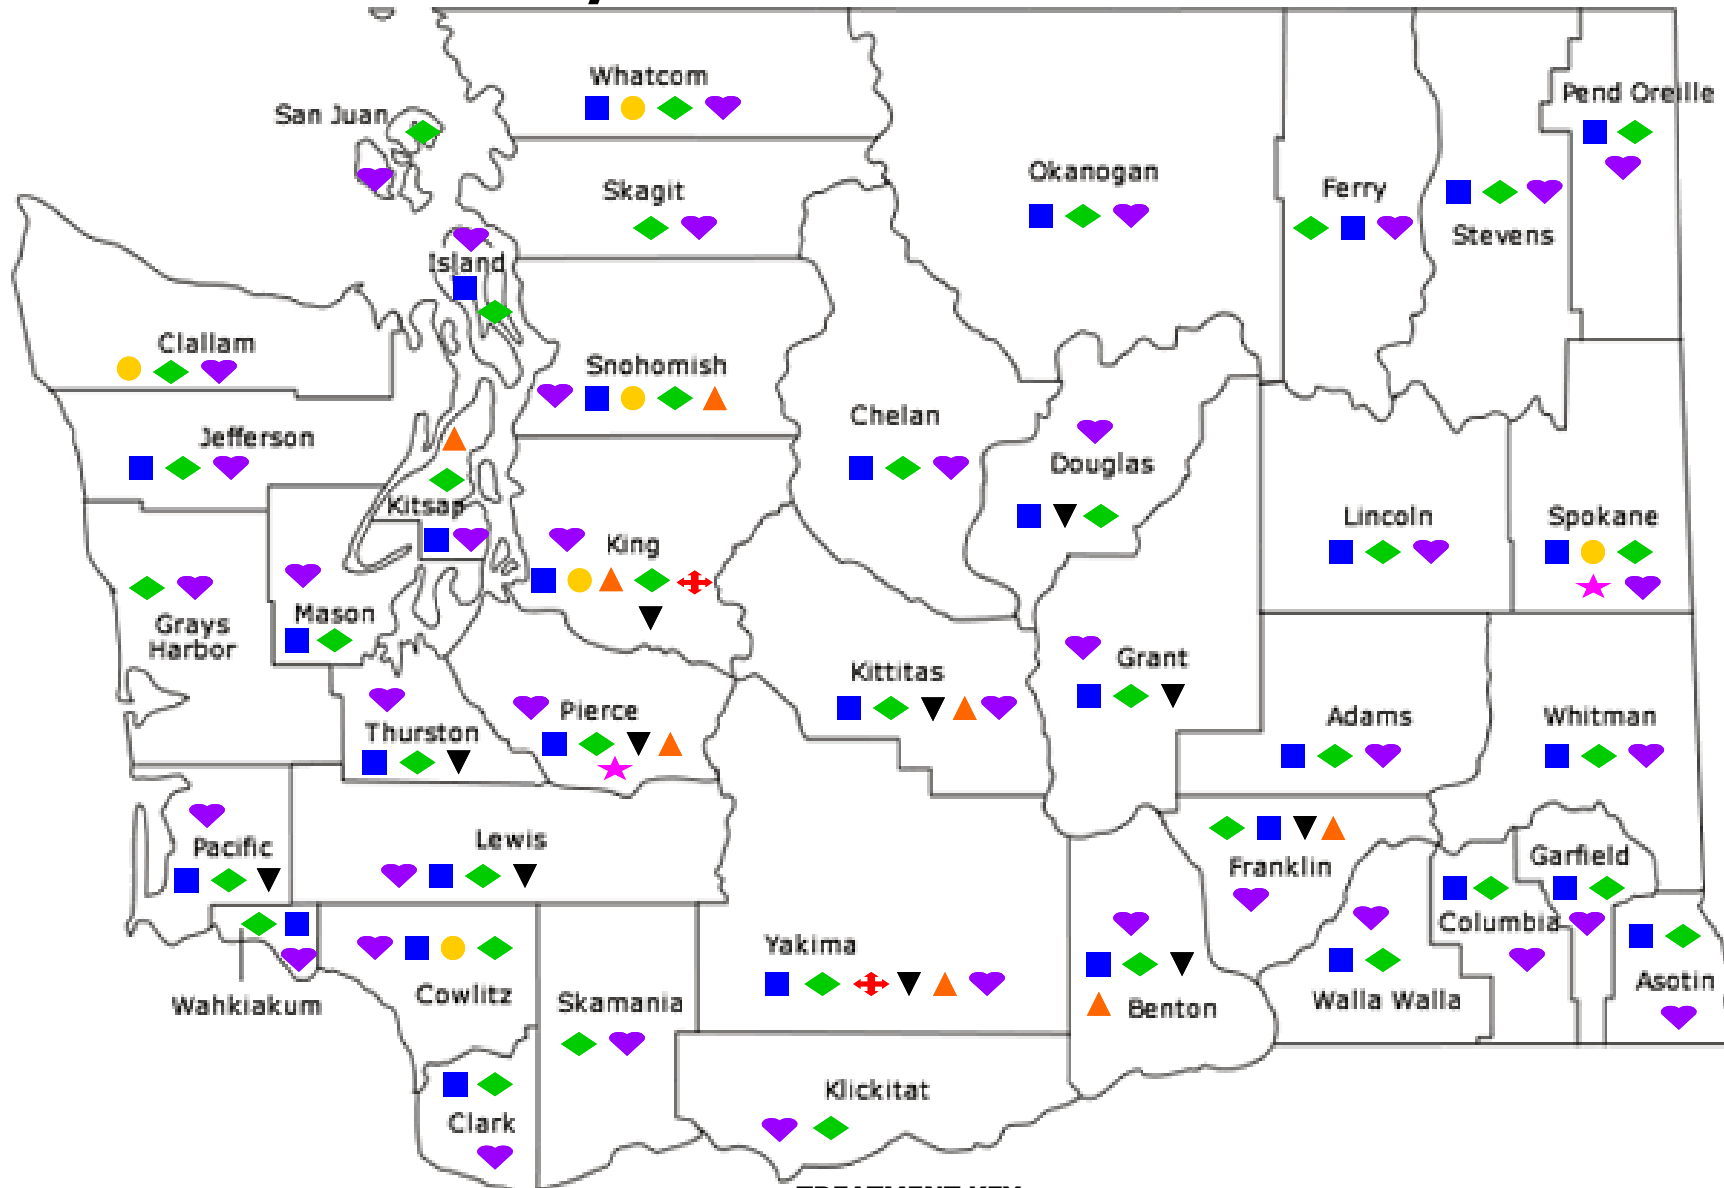 Whatcom
Pend Oreille
San Juan
Okanogan
Skagit
Ferry
Stevens
Island
Clallam
Snohomish
Chelan
Jefferson
Douglas
Kitsap
Lincoln
Spokane
King
Mason
Grays
Harbor
Kittitas
Grant
Pierce
Adams
Whitman
Thurston
Lewis
Pacific
Garfield
Franklin
Columbia
Yakima
Asotin
Cowlitz
Wahkiakum
Skamania
Benton
Walla Walla
Klickitat
Clark
TREATMENT KEY